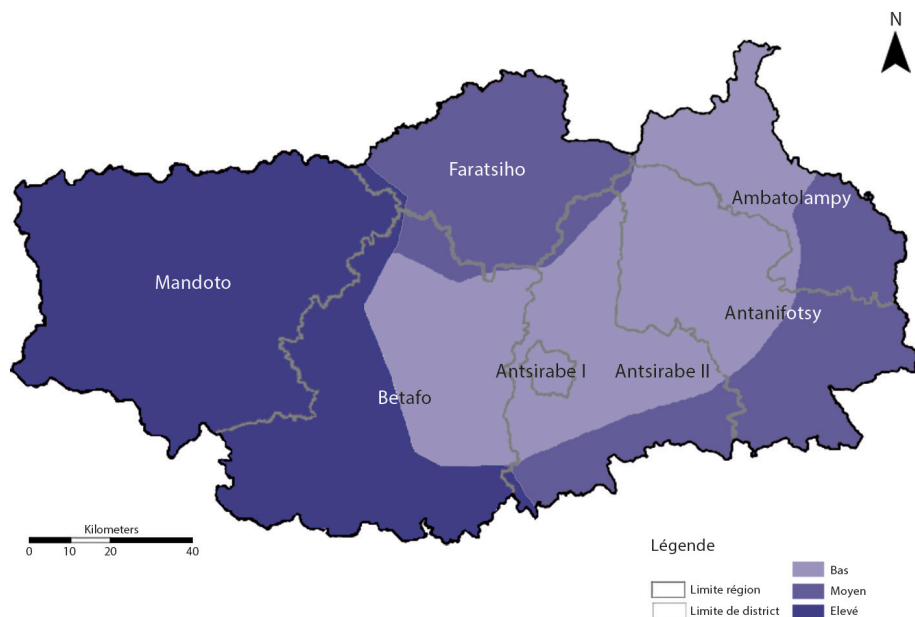 N
Faratsiho
Ambatolampy
Mandoto
Antanifotsy
Antsirabe I
Antsirabe II
Betafo
Kilometers
0 10 20 40
Légende
Limite région
Limite de district
Bas
Moyen
Elevé